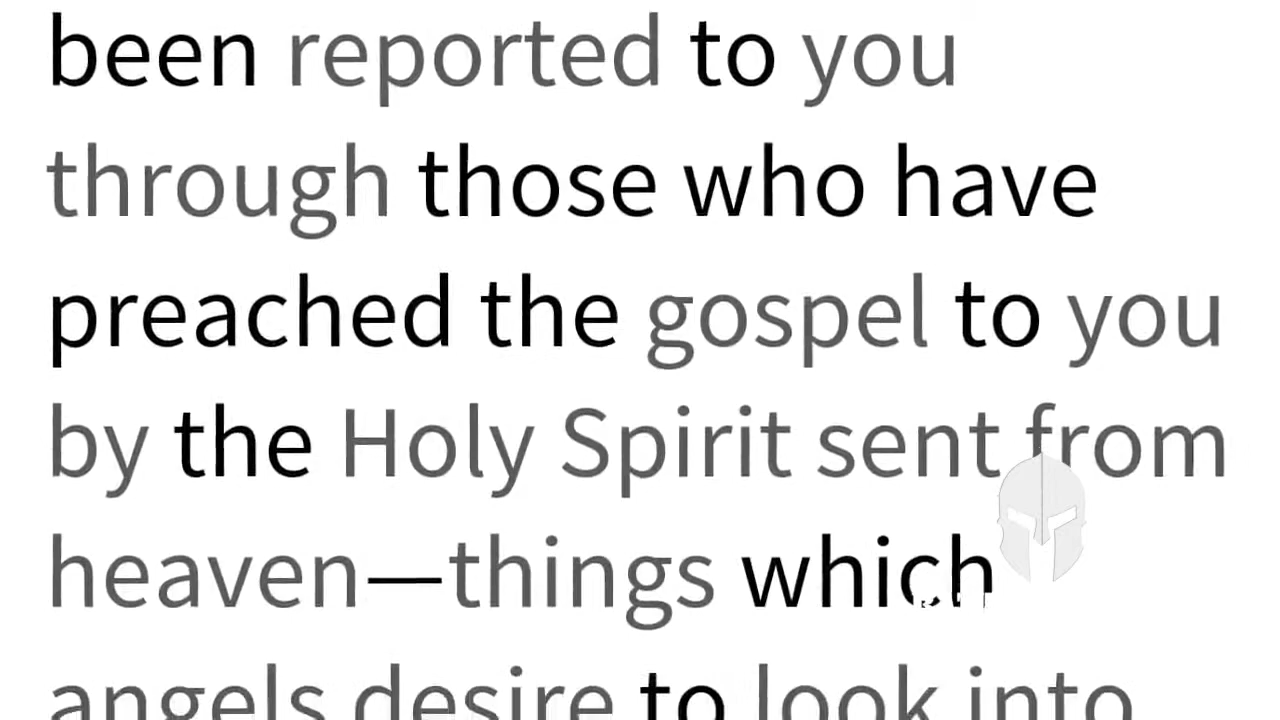 been reported to you
through those who have
preached the gospel to you
by the Holy Spirit sent from
heaven—things which
angels desire to look into